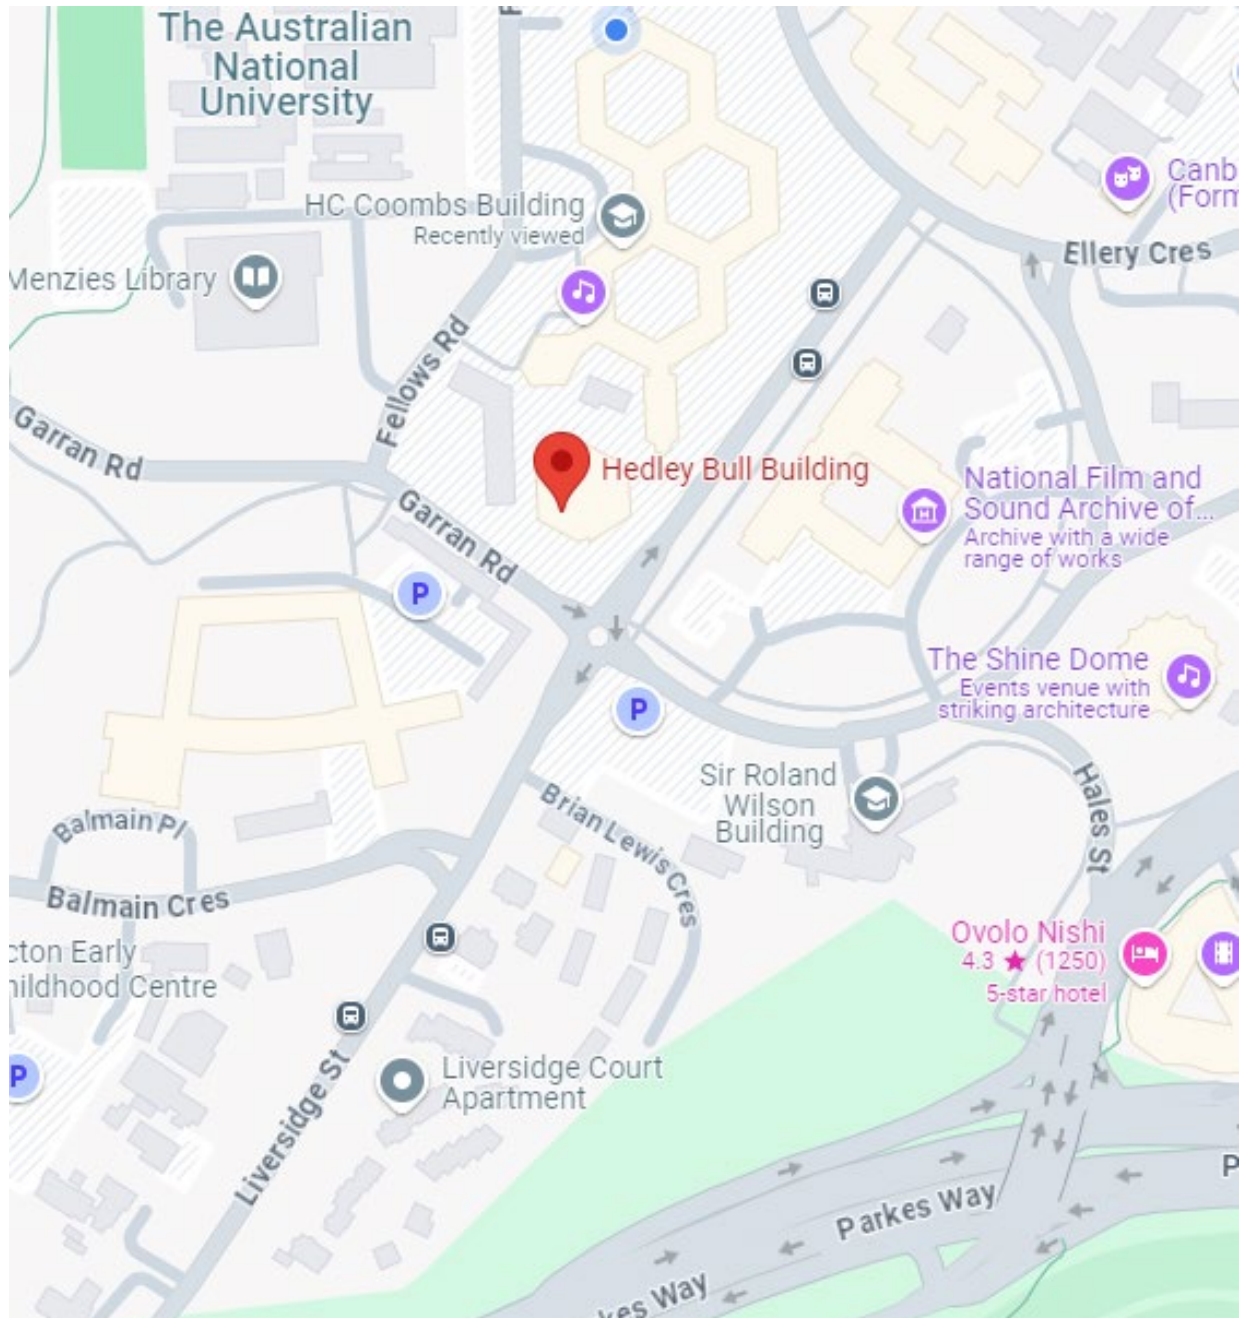 The Australian
National
University
HC Coombs Building
Recently viewed
Menzies Library
Canb
(Form
Ellery Cres
Fellows Rd
Garran Rd
Hedley Bull Building
National Film and
Sound Archive of...
Archive with a wide
range of works
Garran Rd
P
The Shine Dome
Events venue with
striking architecture
P
Sir Roland
Wilson
Building
Hales St
Brian Lewis Cres
Balmain Pl
Balmain Cres
Ovolo Nishi
4.3 ★ (1250)
5-star hotel
cton Early
hildhood Centre
P
Liversidge Court
Apartment
Liversidge St
P
Parkes Way
kes Way